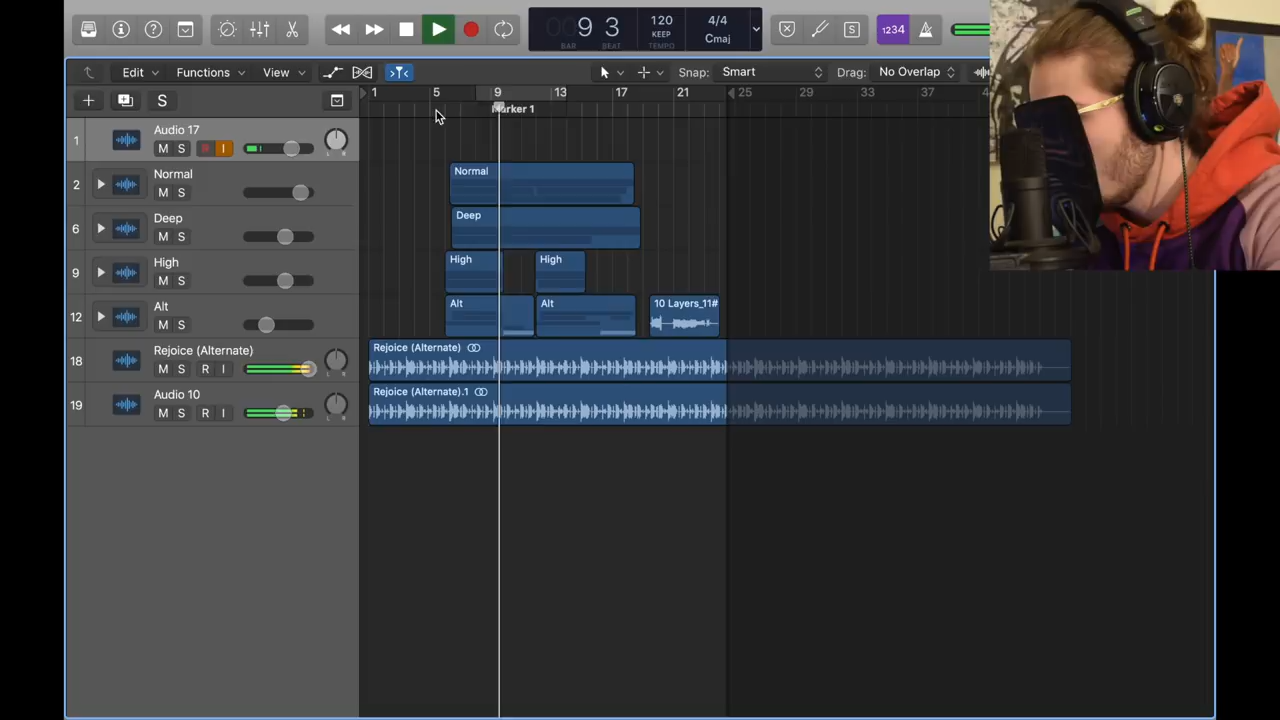 9 3
120
4/4
KEEP
Cmaj
BAR
BEAT
TEMPO
1234
Edit
Functions
View
Snap:
Smart
Drag:
No Overlap
S
1
5
9
13
17
21
25
29
33
37
Marker 1
1
Audio 17
M S R I
L R
2
Normal
M S
Normal
6
Deep
M S
Deep
9
High
M S
High
High
12
Alt
M S
Alt
Alt
10 Layers_11#
18
Rejoice (Alternate)
M S R I
L R
Rejoice (Alternate)
19
Audio 10
M S R I
L R
Rejoice (Alternate).1